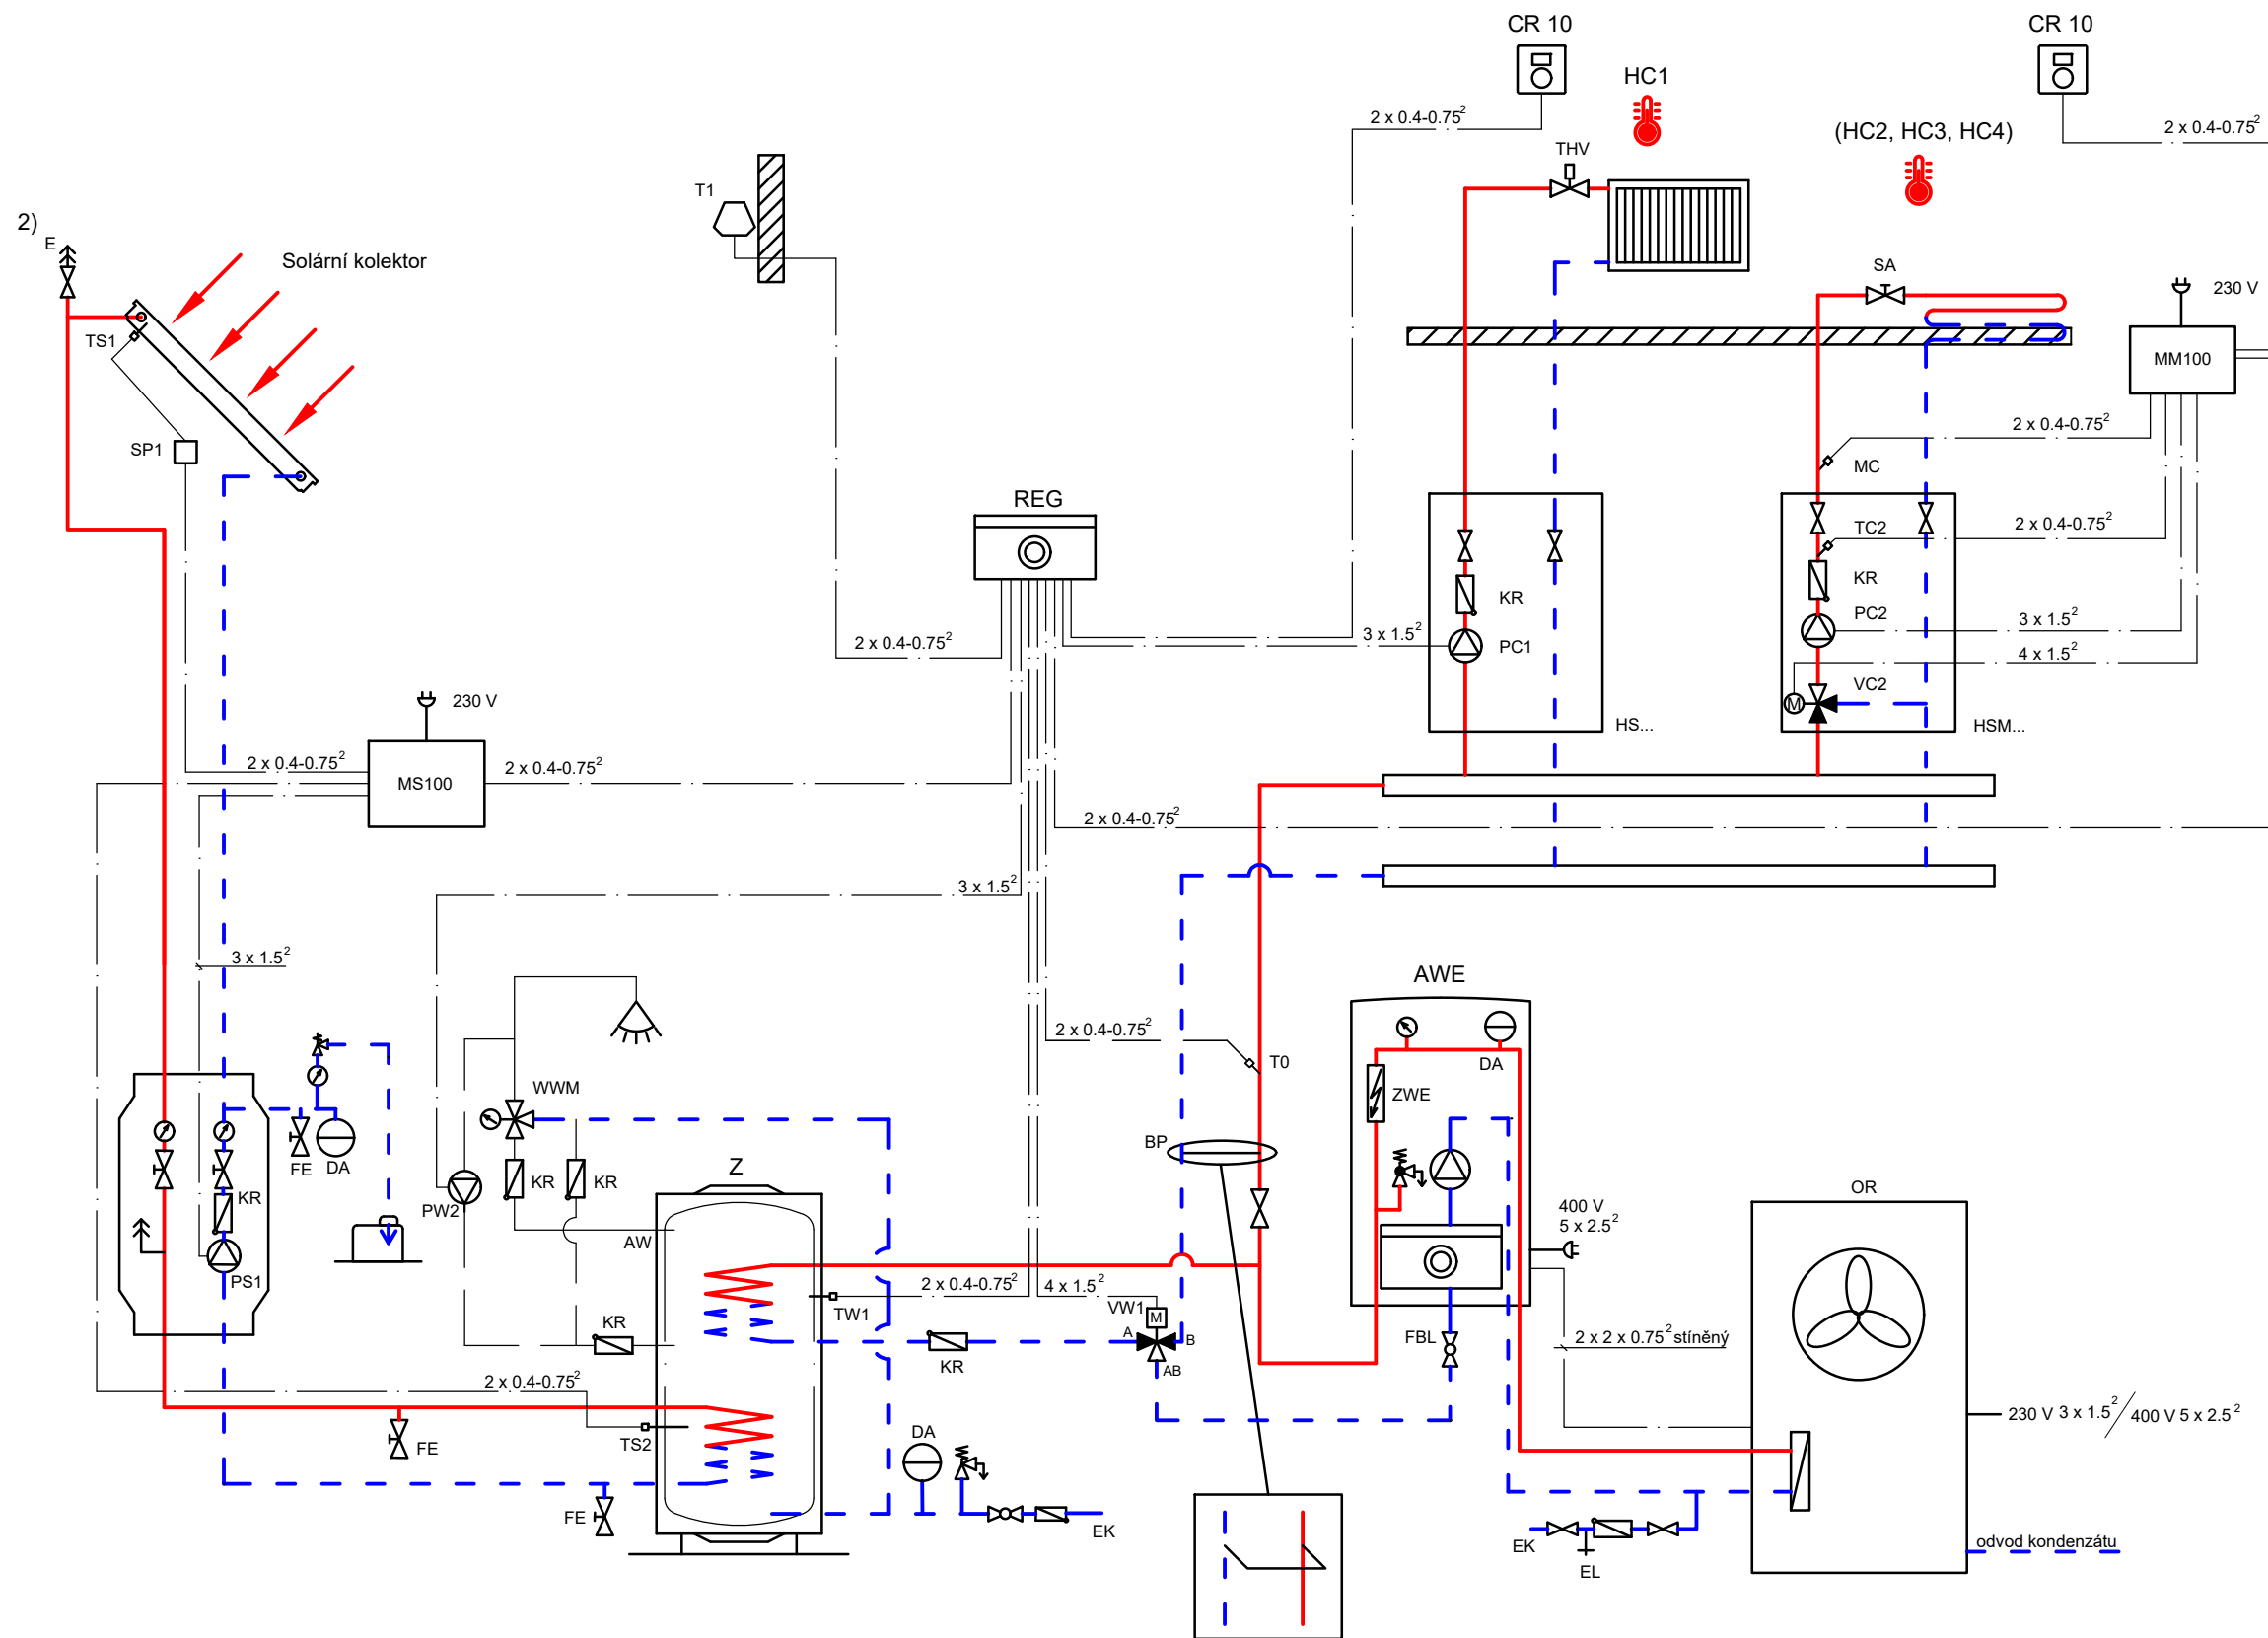 CR 10
CR 10
HC1
2 x 0.4-0.75²
(HC2, HC3, HC4)
2 x 0.4-0.75²
THV
T1
2)
E
Solární kolektor
SA
230 V
TS1
MM100
SP1
2 x 0.4-0.75²
MC
REG
TC2
2 x 0.4-0.75²
KR
KR
PC2
3 x 1.5²
2 x 0.4-0.75²
3 x 1.5²
PC1
4 x 1.5²
VC2
M
230 V
HS...
HSM...
2 x 0.4-0.75²
2 x 0.4-0.75²
MS100
2 x 0.4-0.75²
3 x 1.5²
3 x 1.5²
AWE
2 x 0.4-0.75²
T0
DA
WWM
ZWE
BP
FE
DA
Z
KR
KR
KR
PW2
OR
400 V
5 x 2.5²
AW
PS1
2 x 0.4-0.75²
4 x 1.5²
TW1
VW1
M
A
B
AB
KR
KR
FBL
2 x 2 x 0.75² stíněný
2 x 0.4-0.75²
230 V 3 x 1.5² / 400 V 5 x 2.5²
TS2
FE
DA
FE
EK
EK
EL
odvod kondenzátu